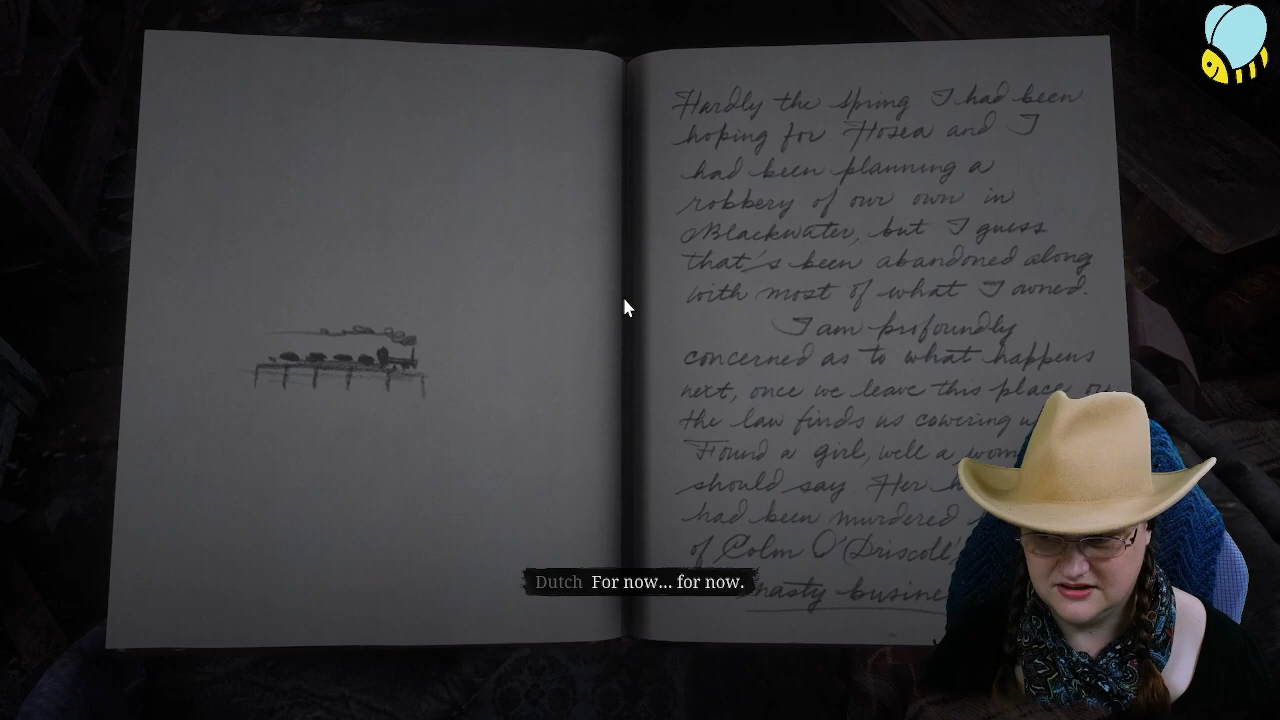 Hardly the spring I had been
hoping for Hosea and I
had been planning a
robbery of our own in
Blackwater, but I guess
that's been abandoned along
with most of what I owned.
I am profoundly
concerned as to what happens
next, once we leave this place or
the law finds us cowering
Found a girl, well a
should say. Her
had been murdered
of Colm O'Driscoll's
nasty
Dutch For now... for now.